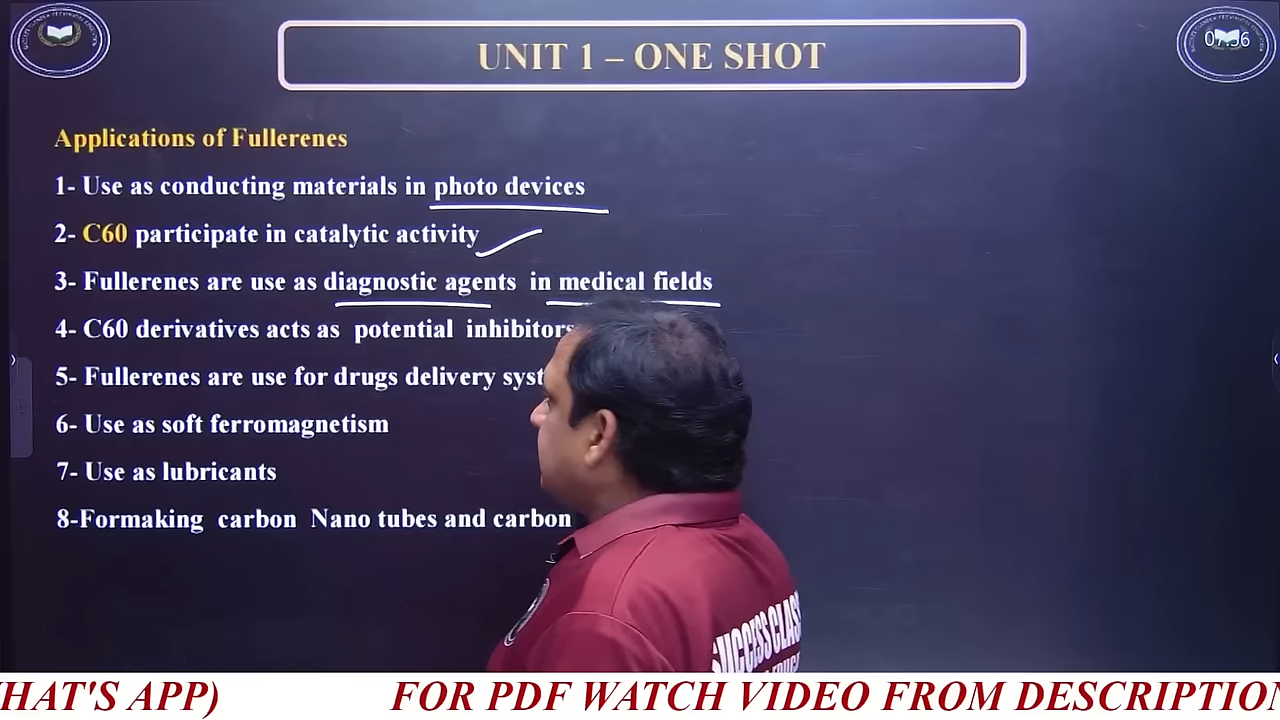 UNIT 1 – ONE SHOT
Applications of Fullerenes
1- Use as conducting materials in photo devices
2- C60 participate in catalytic activity
3- Fullerenes are use as diagnostic agents in medical fields
4- C60 derivatives acts as potential inhibitors
5- Fullerenes are use for drugs delivery
6- Use as soft ferromagnetism
7- Use as lubricants
8-Formaking carbon Nano tubes and carbon
SUCCESS CLASS
HAT'S APP) FOR PDF WATCH VIDEO FROM DESCRIPTION